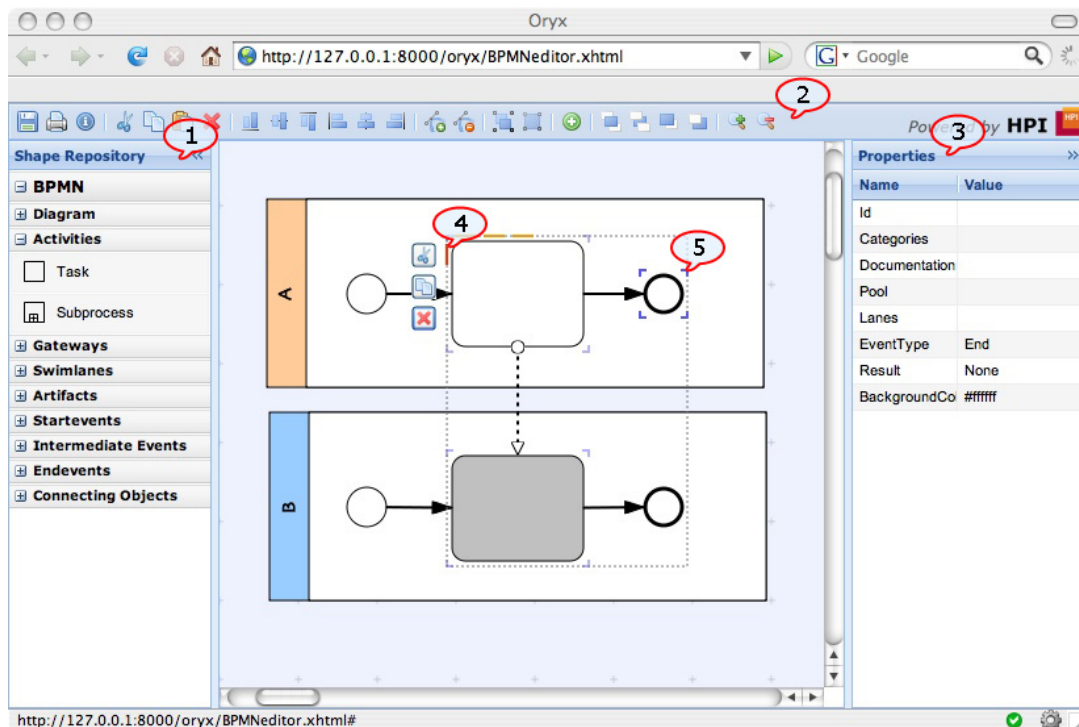 Oryx
http://127.0.0.1:8000/oryx/BPMNeditor.xhtml
G Google
2
1
Powered by HPI HPI
3
Shape Repository «
Properties »
BPMN
Name Value
Diagram
Id
Activities
Categories
Task
Documentation
Subprocess
Pool
Lanes
Gateways
EventType End
Swimlanes
Result None
Artifacts
BackgroundCo #ffffff
Startevents
Intermediate Events
Endevents
Connecting Objects
4
5
A
B
http://127.0.0.1:8000/oryx/BPMNeditor.xhtml#